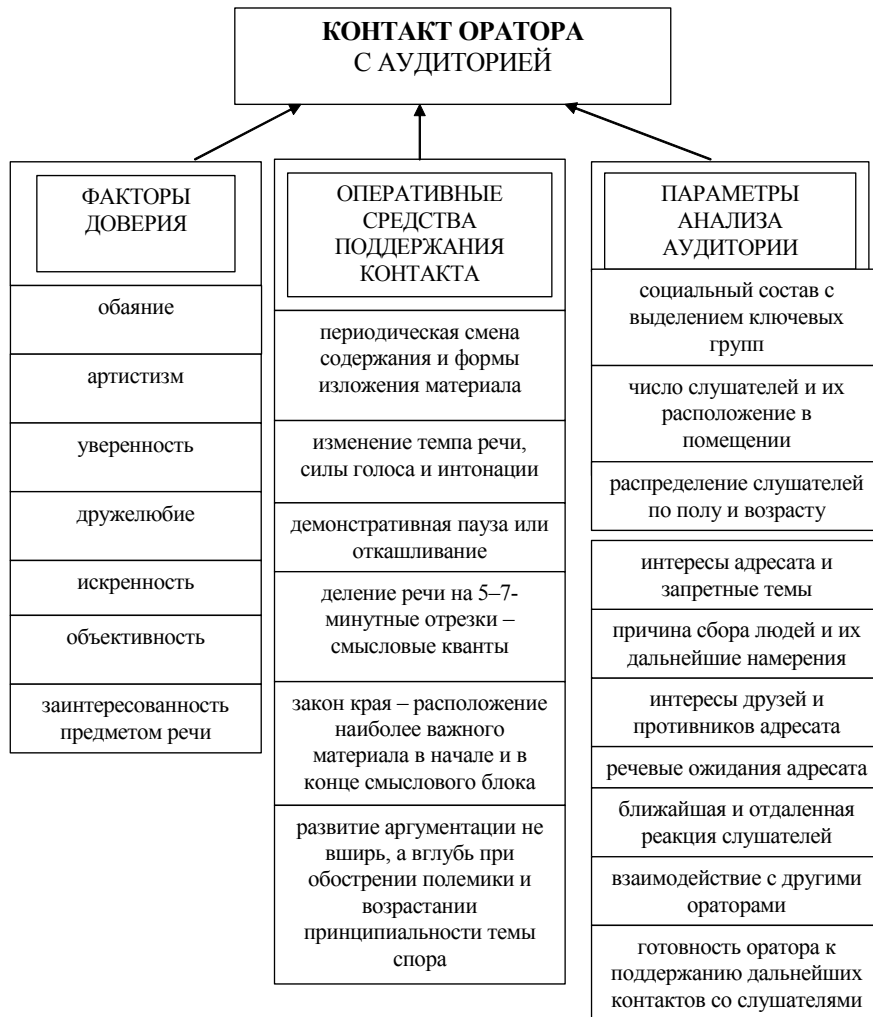 КОНТАКТ ОРАТОРА
С АУДИТОРИЕЙ
ФАКТОРЫ
ДОВЕРИЯ
обаяние
артистизм
уверенность
дружелюбие
искренность
объективность
заинтересованность
предметом речи
ОПЕРАТИВНЫЕ
СРЕДСТВА
ПОДДЕРЖАНИЯ
КОНТАКТА
периодическая смена
содержания и формы
изложения материала
изменение темпа речи,
силы голоса и интонации
демонстративная пауза или
откашливание
деление речи на 5–7-
минутные отрезки –
смысловые кванты
закон края – расположение
наиболее важного
материала в начале и в
конце смыслового блока
развитие аргументации не
вширь, а вглубь при
обострении полемики и
возрастании
принципиальности темы
спора
ПАРАМЕТРЫ
АНАЛИЗА
АУДИТОРИИ
социальный состав с
выделением ключевых
групп
число слушателей и их
расположение в
помещении
распределение слушателей
по полу и возрасту
интересы адресата и
запретные темы
причина сбора людей и их
дальнейшие намерения
интересы друзей и
противников адресата
речевые ожидания адресата
ближайшая и отдаленная
реакция слушателей
взаимодействие с другими
ораторами
готовность оратора к
поддержанию дальнейших
контактов со слушателями